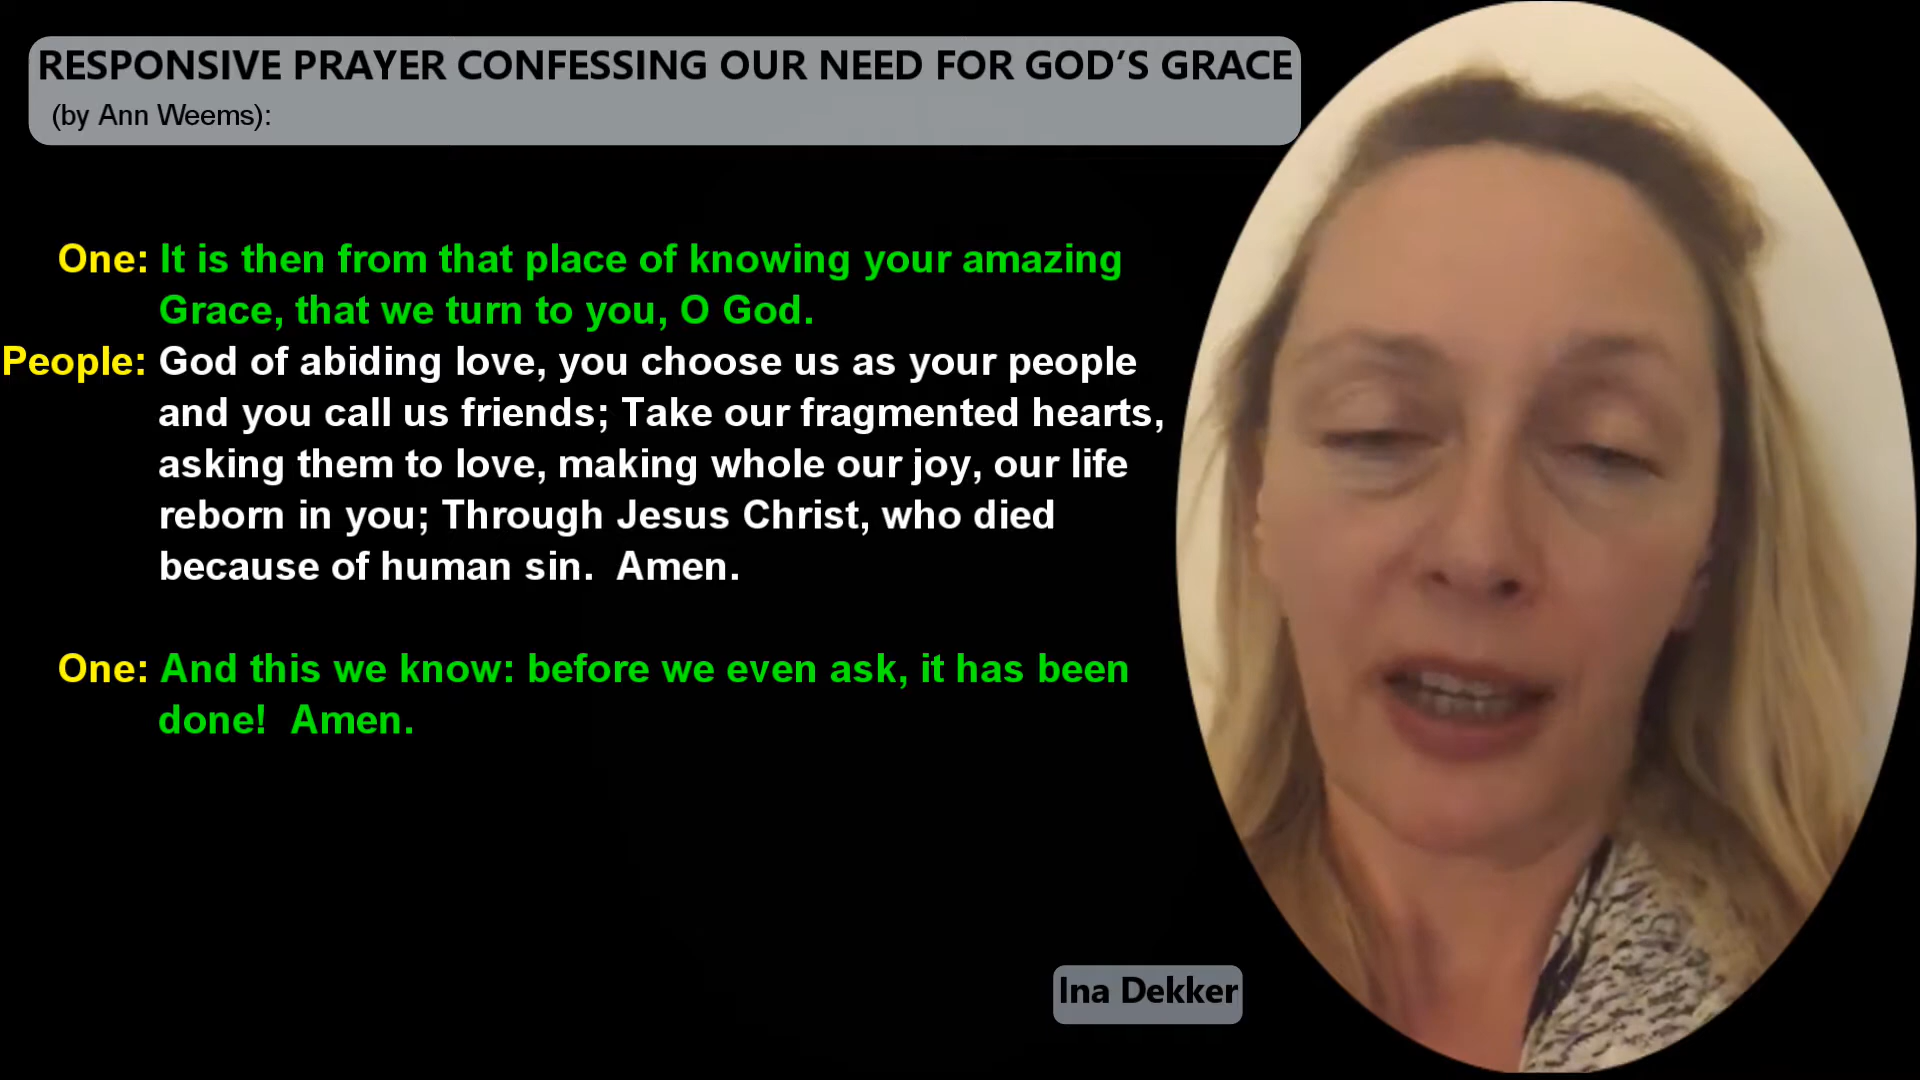 RESPONSIVE PRAYER CONFESSING OUR NEED FOR GOD’S GRACE
(by Ann Weems):
One: It is then from that place of knowing your amazing
Grace, that we turn to you, O God.
People: God of abiding love, you choose us as your people
and you call us friends; Take our fragmented hearts,
asking them to love, making whole our joy, our life
reborn in you; Through Jesus Christ, who died
because of human sin.  Amen.
One: And this we know: before we even ask, it has been
done!  Amen.
Ina Dekker